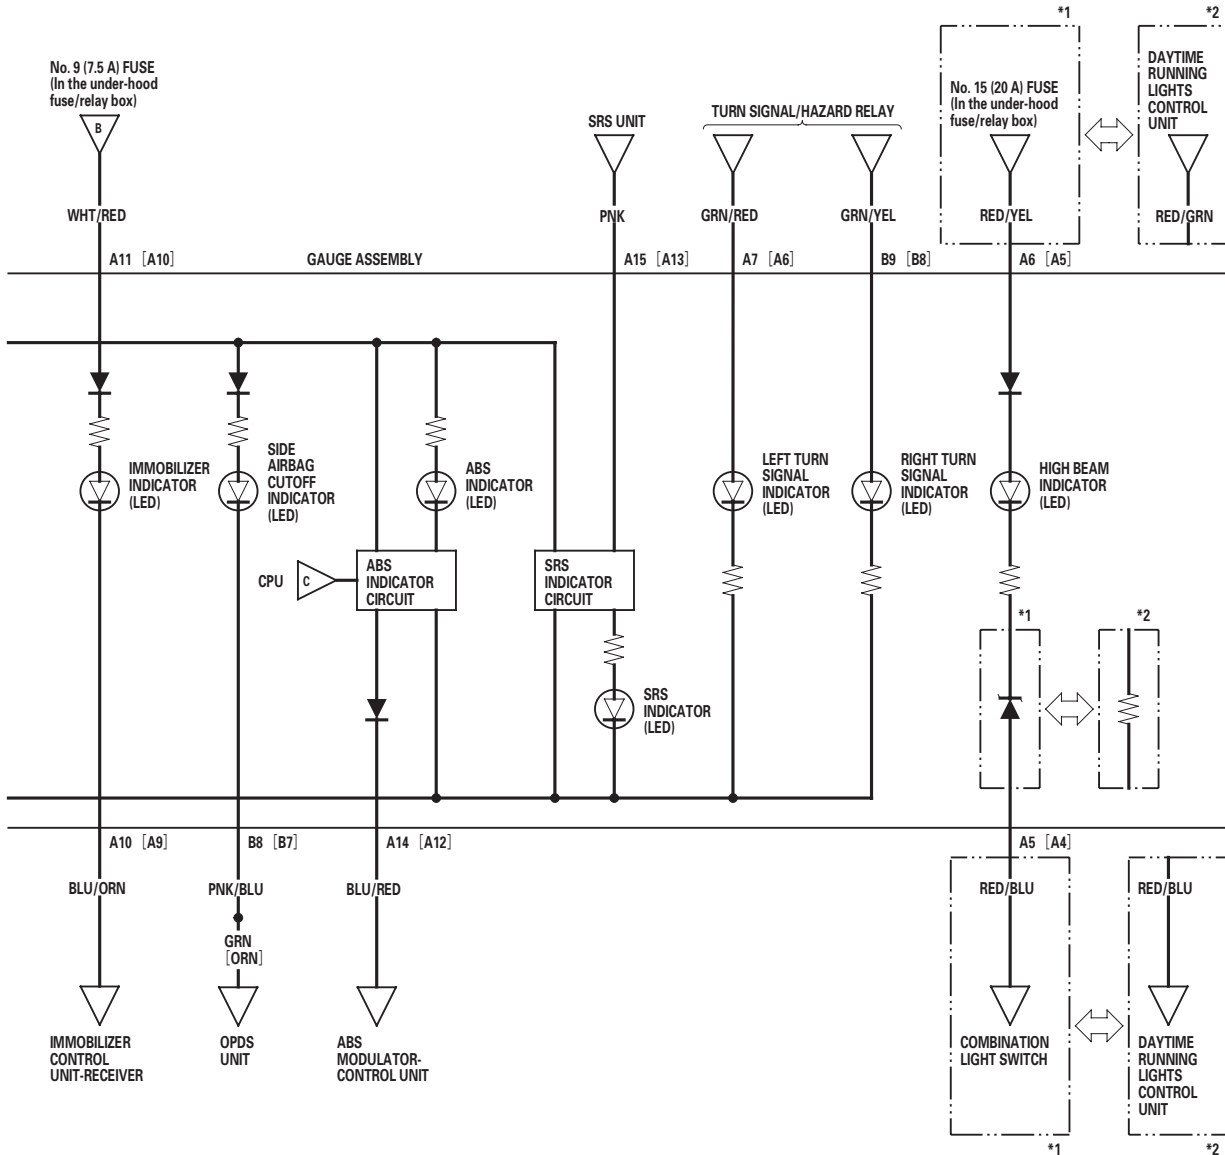 *1
*2
No. 9 (7.5 A) FUSE
(In the under-hood
fuse/relay box)
B
SRS UNIT
TURN SIGNAL/HAZARD RELAY
No. 15 (20 A) FUSE
(In the under-hood
fuse/relay box)
DAYTIME
RUNNING
LIGHTS
CONTROL
UNIT
WHT/RED
PNK
GRN/RED
GRN/YEL
RED/YEL
RED/GRN
A11 [A10]
GAUGE ASSEMBLY
A15 [A13]
A7 [A6]
B9 [B8]
A6 [A5]
IMMOBILIZER
INDICATOR
(LED)
SIDE
AIRBAG
CUTOFF
INDICATOR
(LED)
ABS
INDICATOR
(LED)
LEFT TURN
SIGNAL
INDICATOR
(LED)
RIGHT TURN
SIGNAL
INDICATOR
(LED)
HIGH BEAM
INDICATOR
(LED)
CPU
C
ABS
INDICATOR
CIRCUIT
SRS
INDICATOR
CIRCUIT
*1
*2
SRS
INDICATOR
(LED)
A10 [A9]
B8 [B7]
A14 [A12]
A5 [A4]
BLU/ORN
PNK/BLU
BLU/RED
RED/BLU
RED/BLU
GRN
[ORN]
IMMOBILIZER
CONTROL
UNIT-RECEIVER
OPDS
UNIT
ABS
MODULATOR-
CONTROL UNIT
COMBINATION
LIGHT SWITCH
DAYTIME
RUNNING
LIGHTS
CONTROL
UNIT
*1
*2